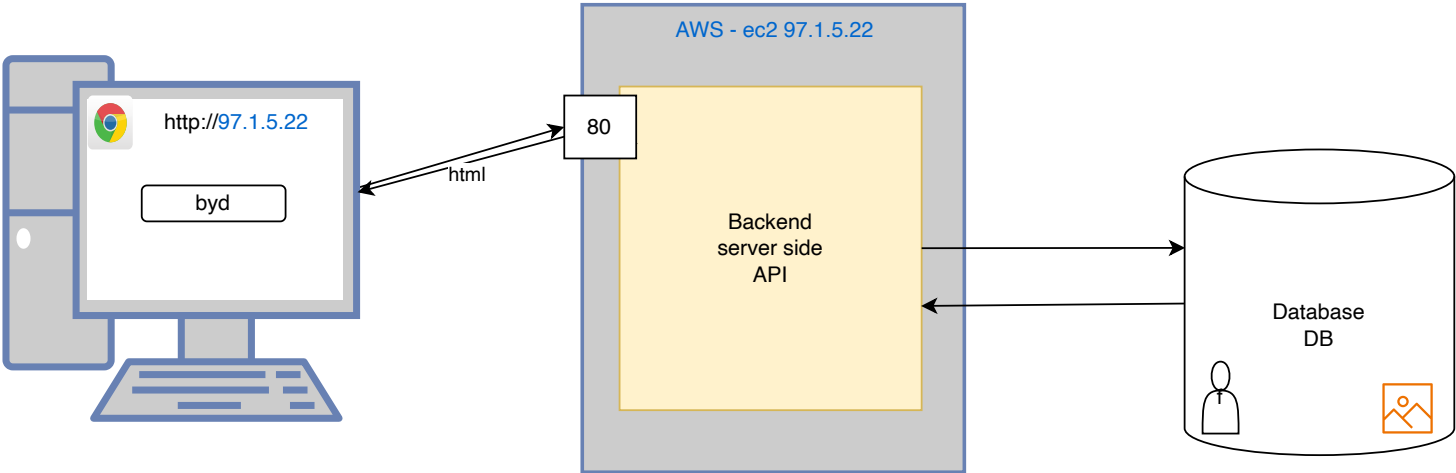 AWS - ec2 97.1.5.22
http://97.1.5.22
80
html
byd
Backend
server side
API
Database
DB